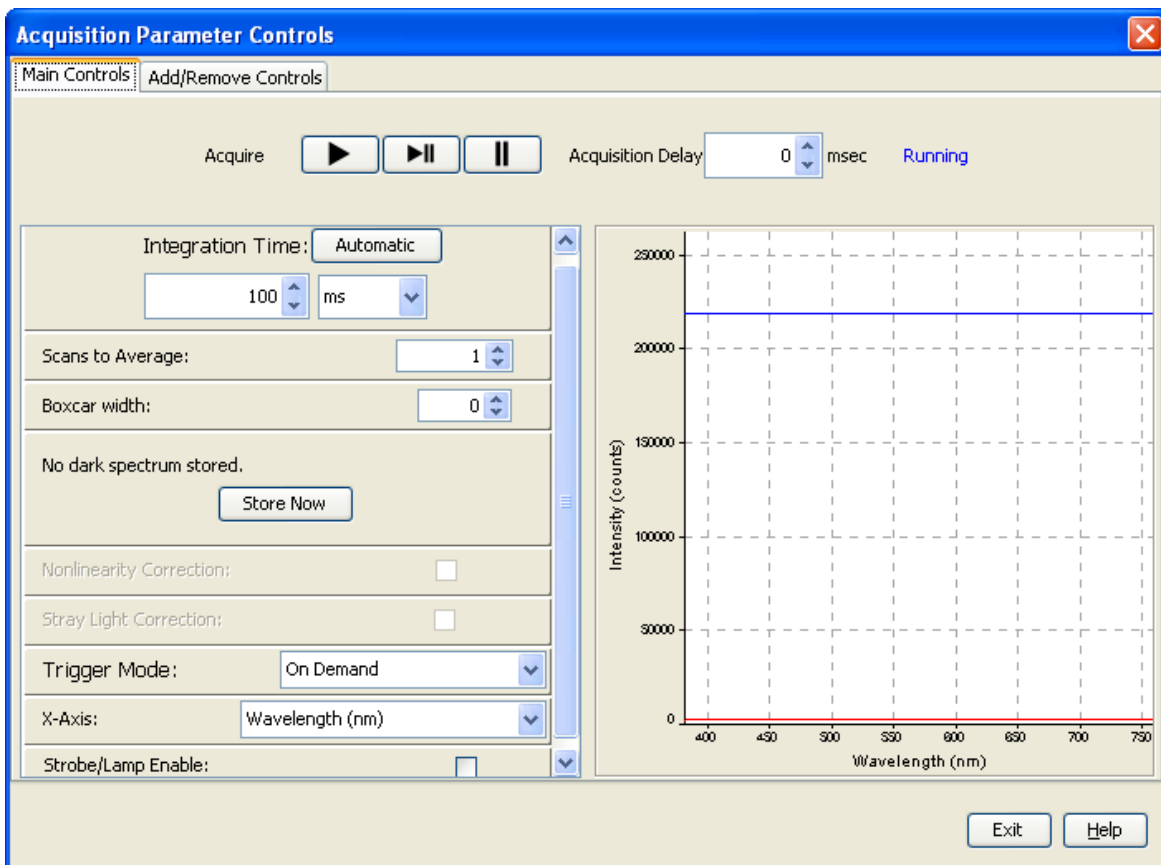 Acquisition Parameter Controls
Main Controls Add/Remove Controls
Acquire Acquisition Delay 0 msec Running
Integration Time: Automatic
100 ms
Scans to Average: 1
Boxcar width: 0
No dark spectrum stored.
Store Now
Nonlinearity Correction:
Stray Light Correction:
Trigger Mode: On Demand
X-Axis: Wavelength (nm)
Strobe/Lamp Enable:
Intensity (counts)
250000
200000
150000
100000
50000
0
400 450 500 550 600 650 700 750
Wavelength (nm)
Exit Help